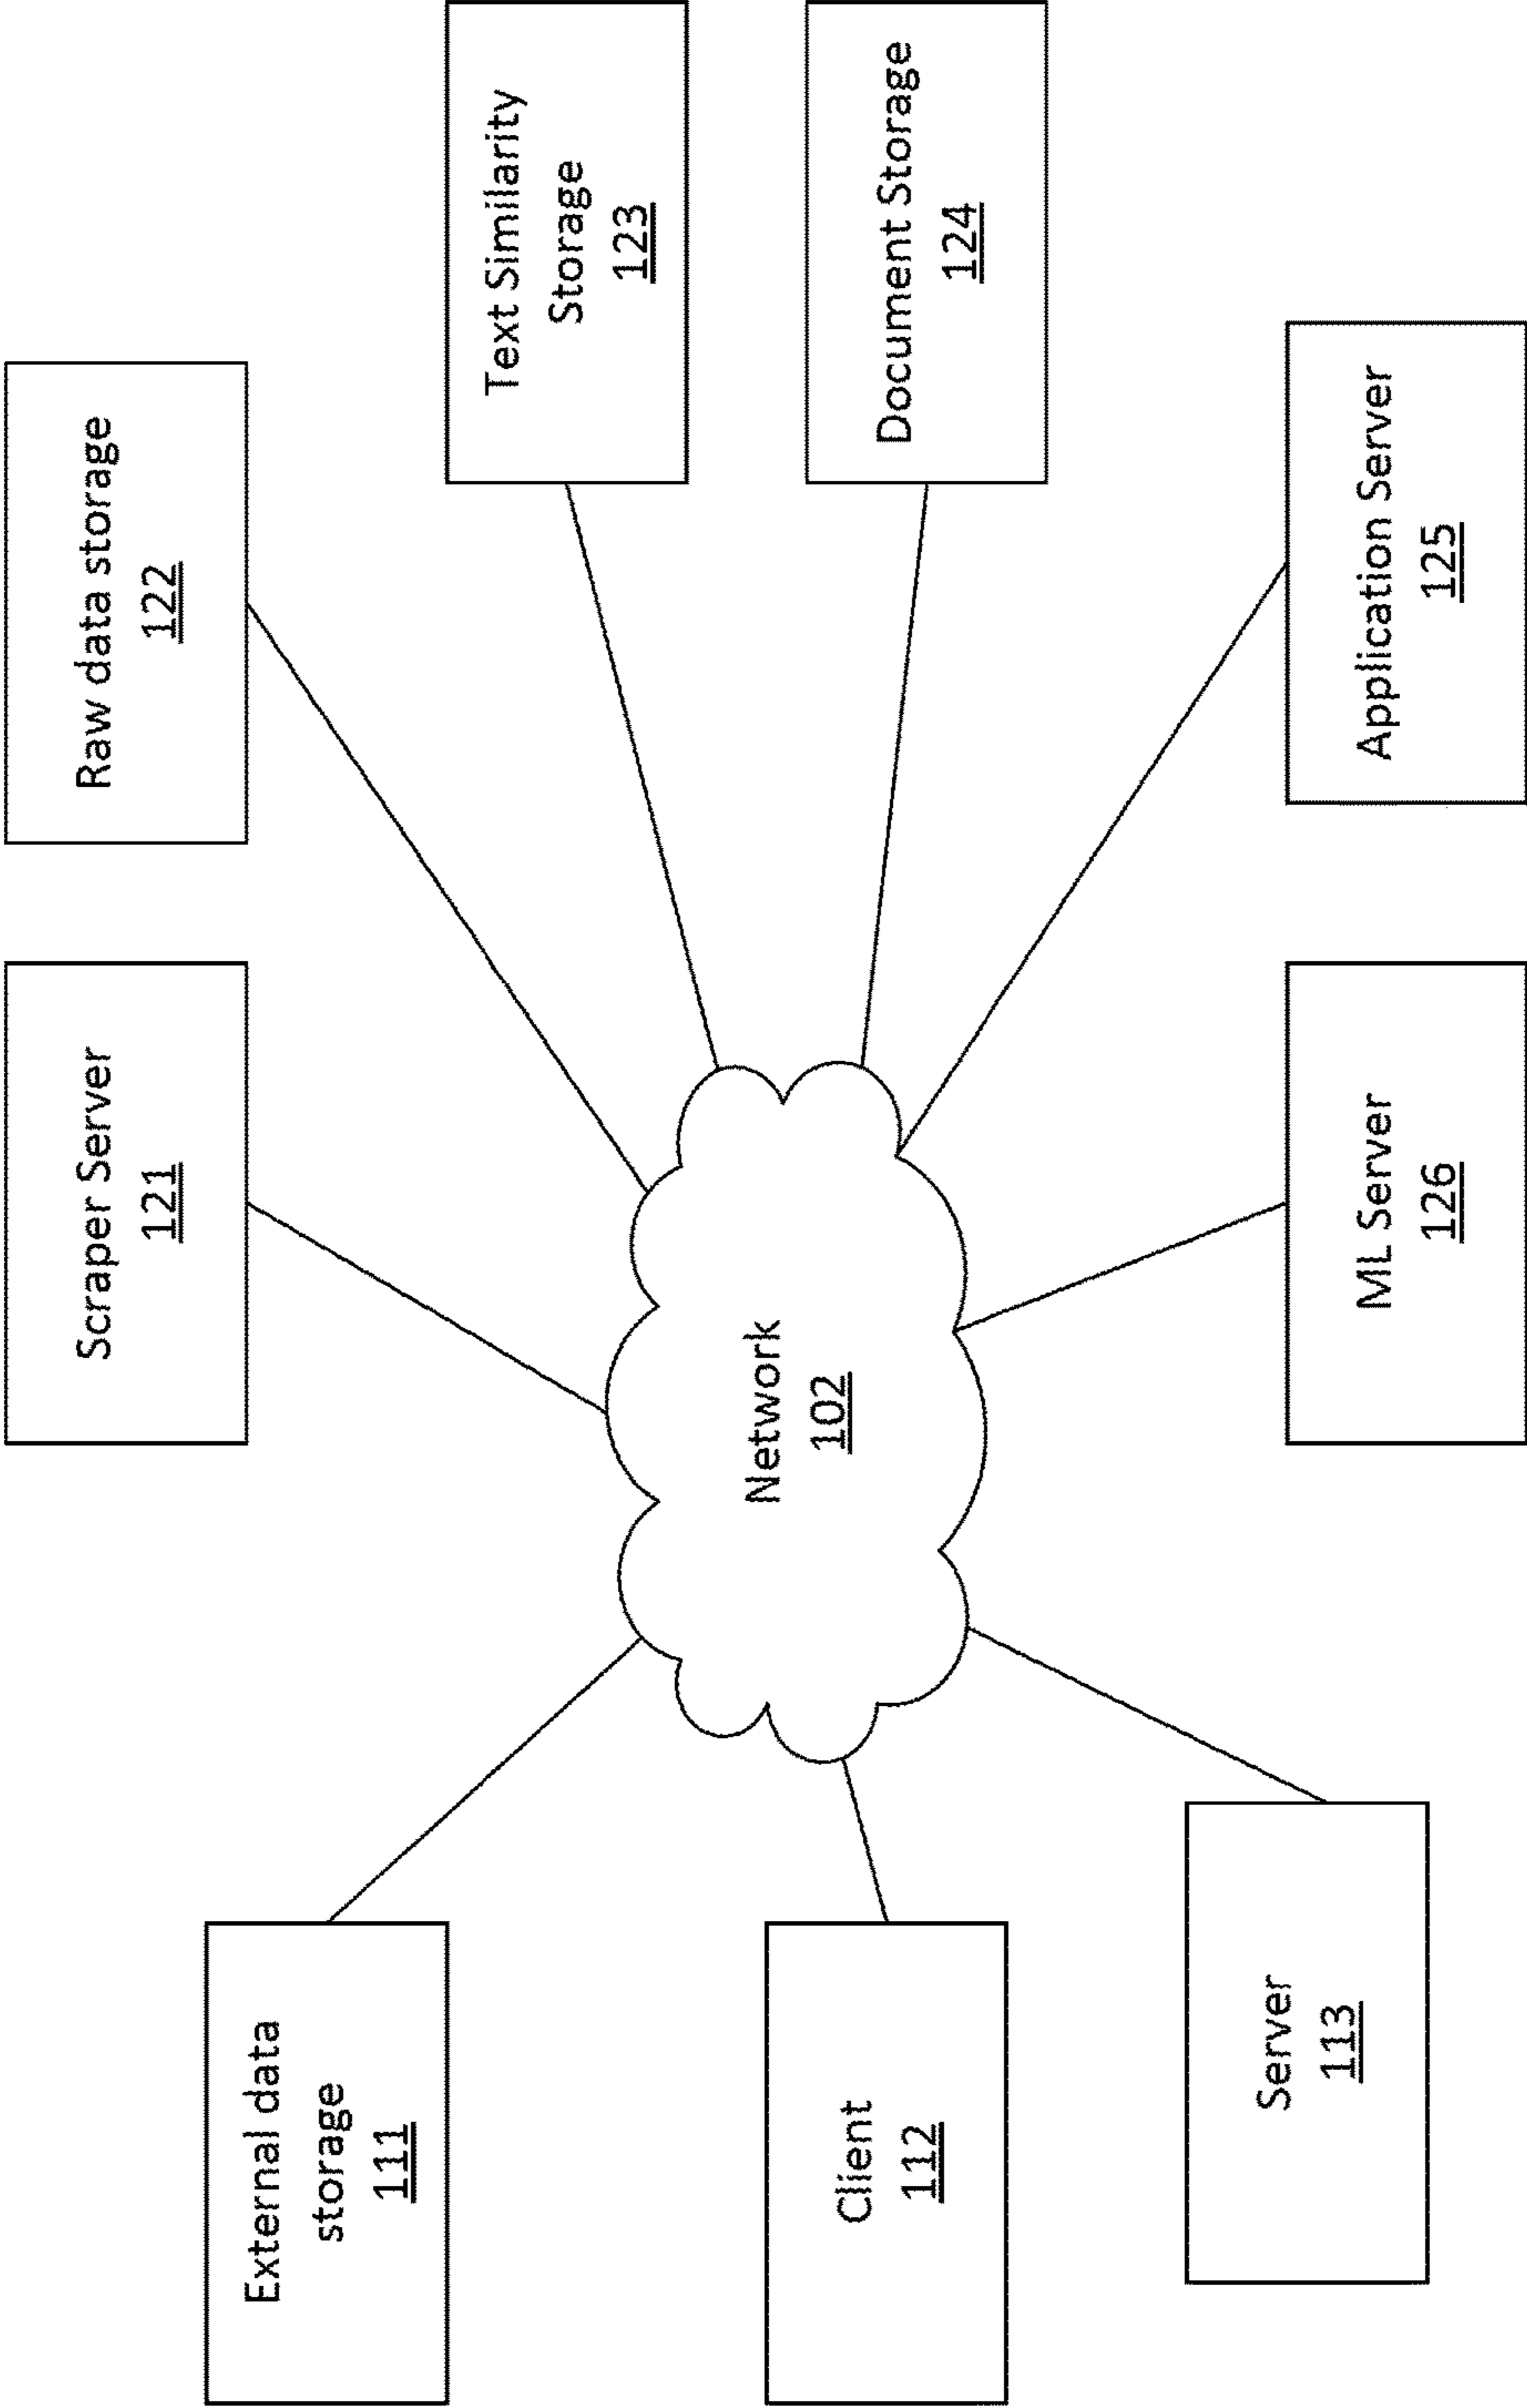 Scraper Server
121
Raw data storage
122
External data
storage
111
Text Similarity
Storage
123
Network
102
Client
112
Document Storage
124
Server
113
ML Server
126
Application Server
125